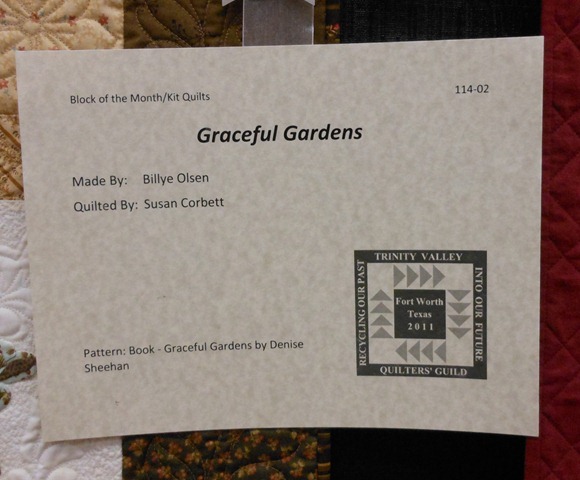 Block of the Month/Kit Quilts
114-02
Graceful Gardens
Made By: Billye Olsen
Quilted By: Susan Corbett
TRINITY VALLEY
RECYCLING OUR PAST
INTO OUR FUTURE
Fort Worth
Texas
2011
QUILTERS' GUILD
Pattern: Book - Graceful Gardens by Denise
Sheehan